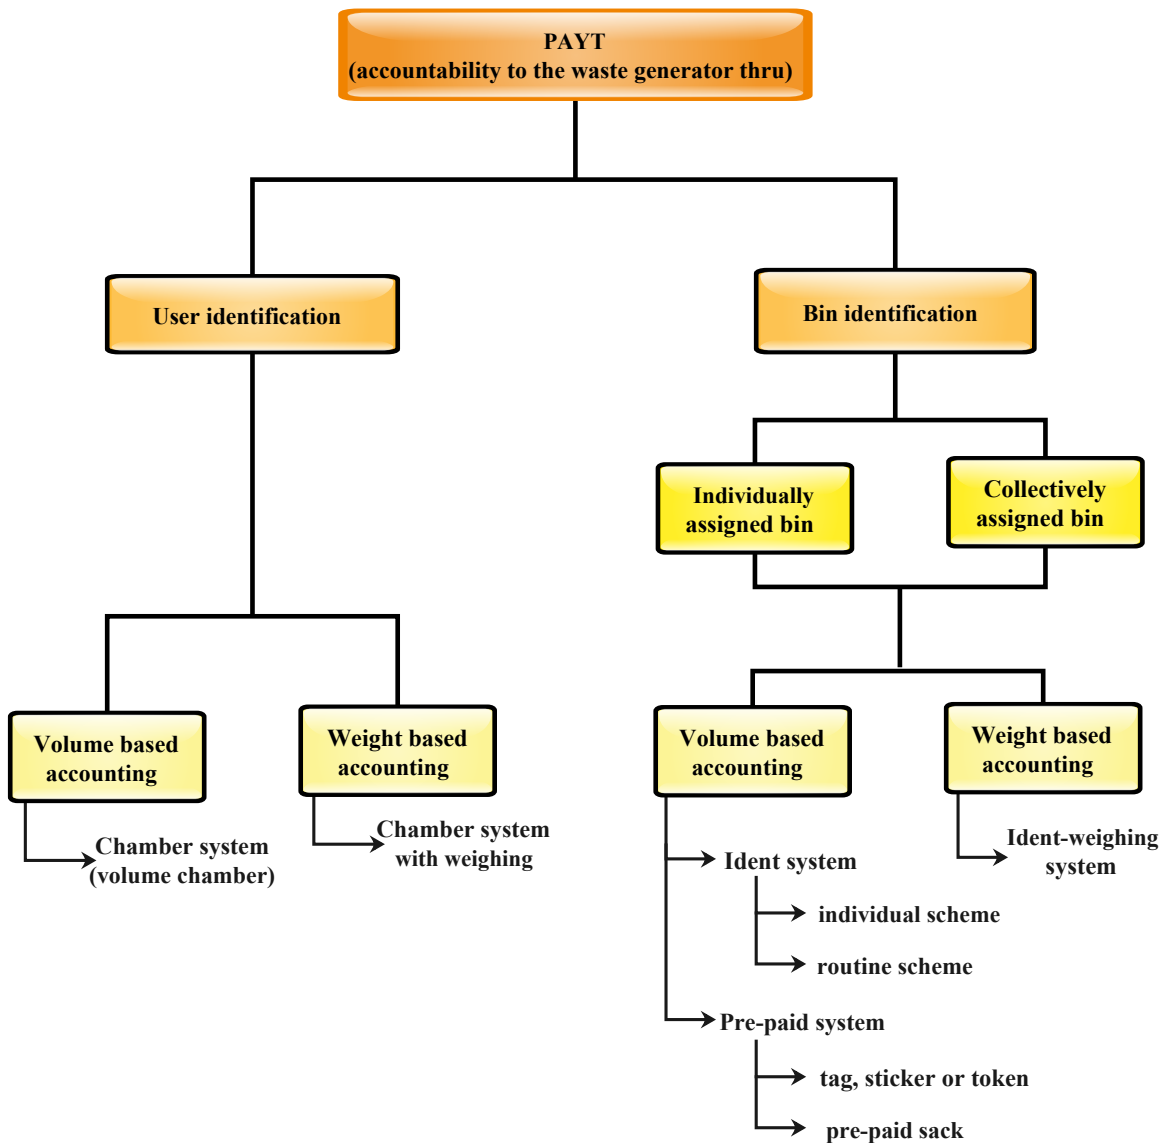 PAYT
(accountability to the waste generator thru)
User identification
Bin identification
Individually
assigned bin
Collectively
assigned bin
Volume based
accounting
Weight based
accounting
Volume based
accounting
Weight based
accounting
Chamber system
(volume chamber)
Chamber system
with weighing
Ident system
individual scheme
routine scheme
Pre-paid system
tag, sticker or token
pre-paid sack
Ident-weighing
system